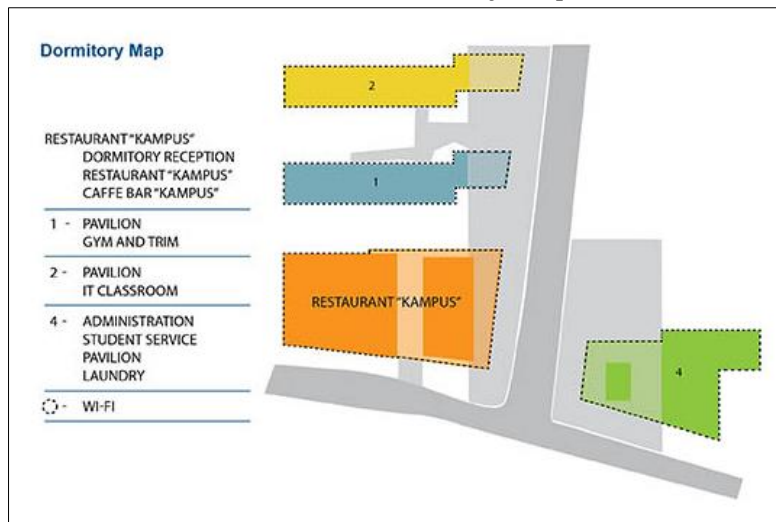 Dormitory Map
RESTAURANT "KAMPUS"
DORMITORY RECEPTION
RESTAURANT "KAMPUS"
CAFFE BAR "KAMPUS"
1 - PAVILION
GYM AND TRIM
2 - PAVILION
IT CLASSROOM
4 - ADMINISTRATION
STUDENT SERVICE
PAVILION
LAUNDRY
- WI-FI
2
1
RESTAURANT "KAMPUS"
4